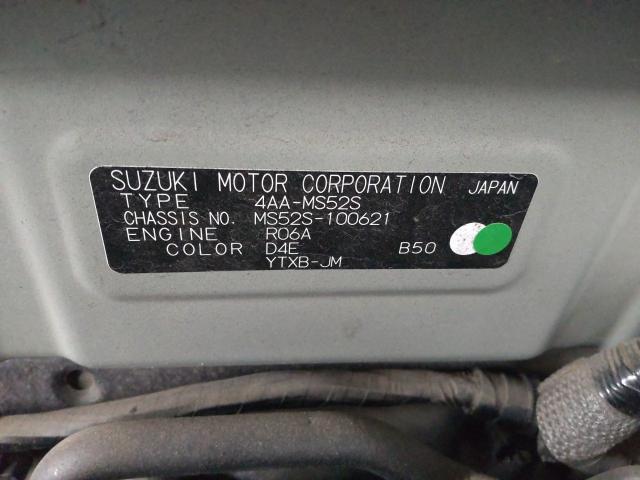 SUZUKI MOTOR CORPORATION JAPAN
TYPE 4AA-MS52S
CHASSIS NO. MS52S-100621
ENGINE R06A
COLOR D4E B50
YTXB-JM